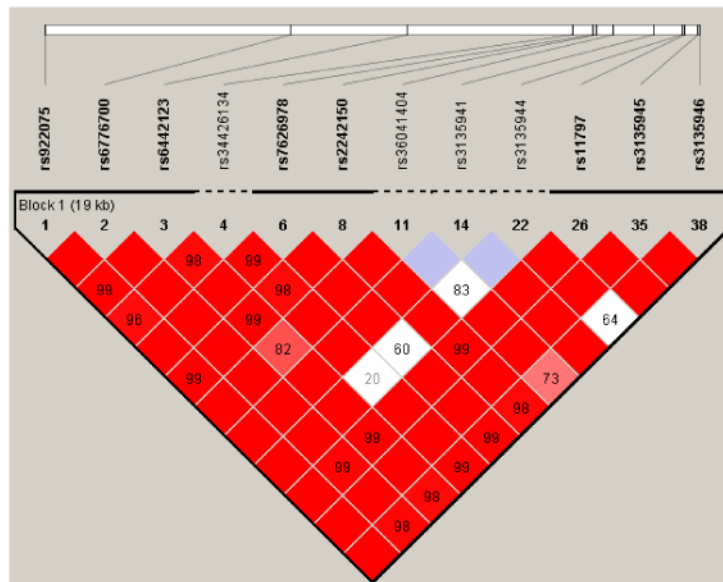 rs922075
rs6776700
rs6442123
rs34426134
rs7626978
rs2242150
rs36041404
rs3135941
rs3135944
rs11797
rs3135945
rs3135946
Block 1 (19 kb)
1 2 3 4 6 8 11 14 22 26 35 38
98 99
99 98 83
96 99 64
82 60 99
99 20 73
98
99 99
99 99
98
98